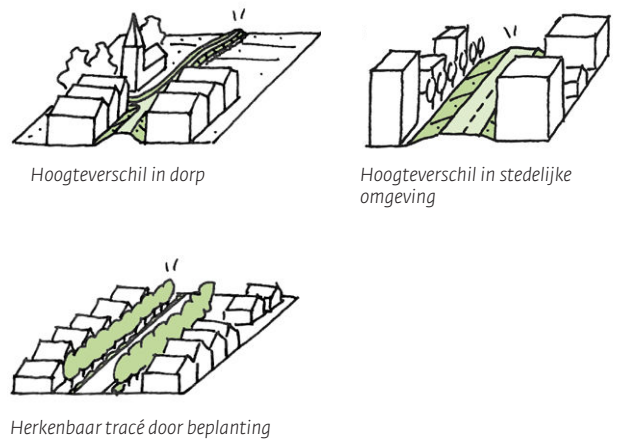 Hoogteverschil in dorp
Hoogteverschil in stedelijke
omgeving
Herkenbaar tracé door beplanting